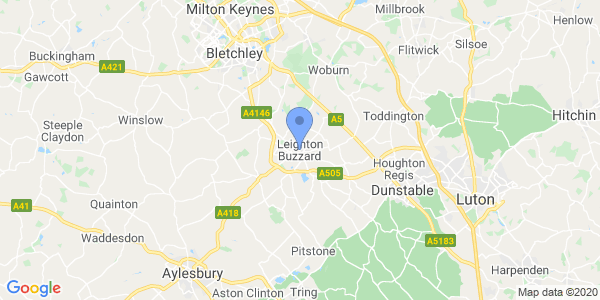 Milton Keynes
Millbrook
Henlow
Silsoe
Flitwick
Buckingham
Bletchley
A421
Gawcott
Woburn
A4146
A5
Toddington
Hitchin
Winslow
Steeple
Claydon
Leighton
Buzzard
Houghton
Regis
A505
Dunstable
Luton
A41
Quainton
A418
Waddesdon
A5183
Pitstone
Aylesbury
Tring
Harpenden
Aston Clinton
Google
Map data ©2020